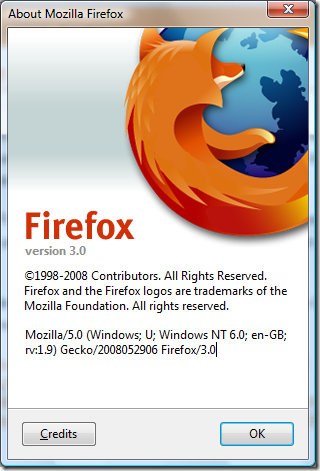 About Mozilla Firefox
Firefox
version 3.0
©1998-2008 Contributors. All Rights Reserved.
Firefox and the Firefox logos are trademarks of the
Mozilla Foundation. All rights reserved.
Mozilla/5.0 (Windows; U; Windows NT 6.0; en-GB;
rv:1.9) Gecko/2008052906 Firefox/3.0
Credits
OK